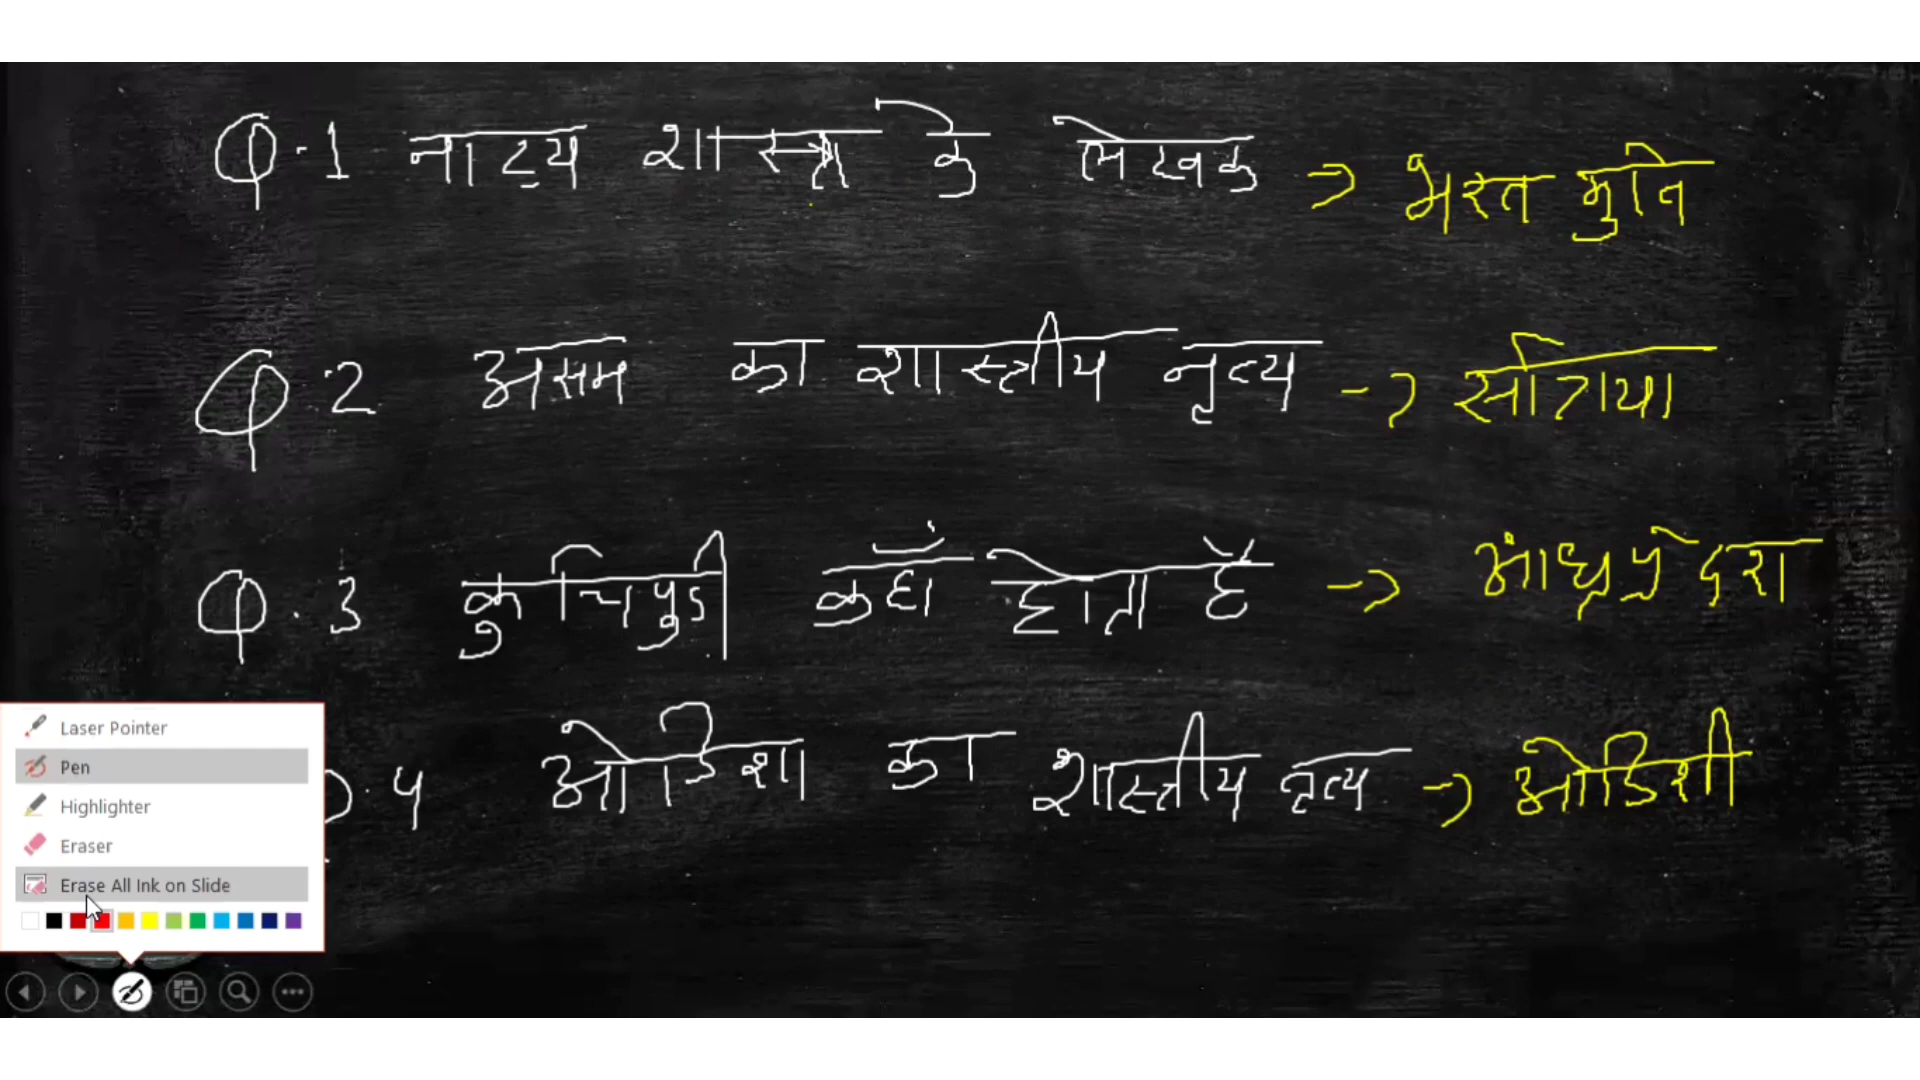 Q.1 नाट्य शास्त्र के लेखक -> भरत मुनि
Q.2 असम का शास्त्रीय नृत्य -> सत्रिया
Q.3 कुचिपुडी कहाँ होता है -> आंध्र प्रदेश
Q.4 ओडिशा का शास्त्रीय नृत्य -> ओडिशी
Laser Pointer
Pen
Highlighter
Eraser
Erase All Ink on Slide